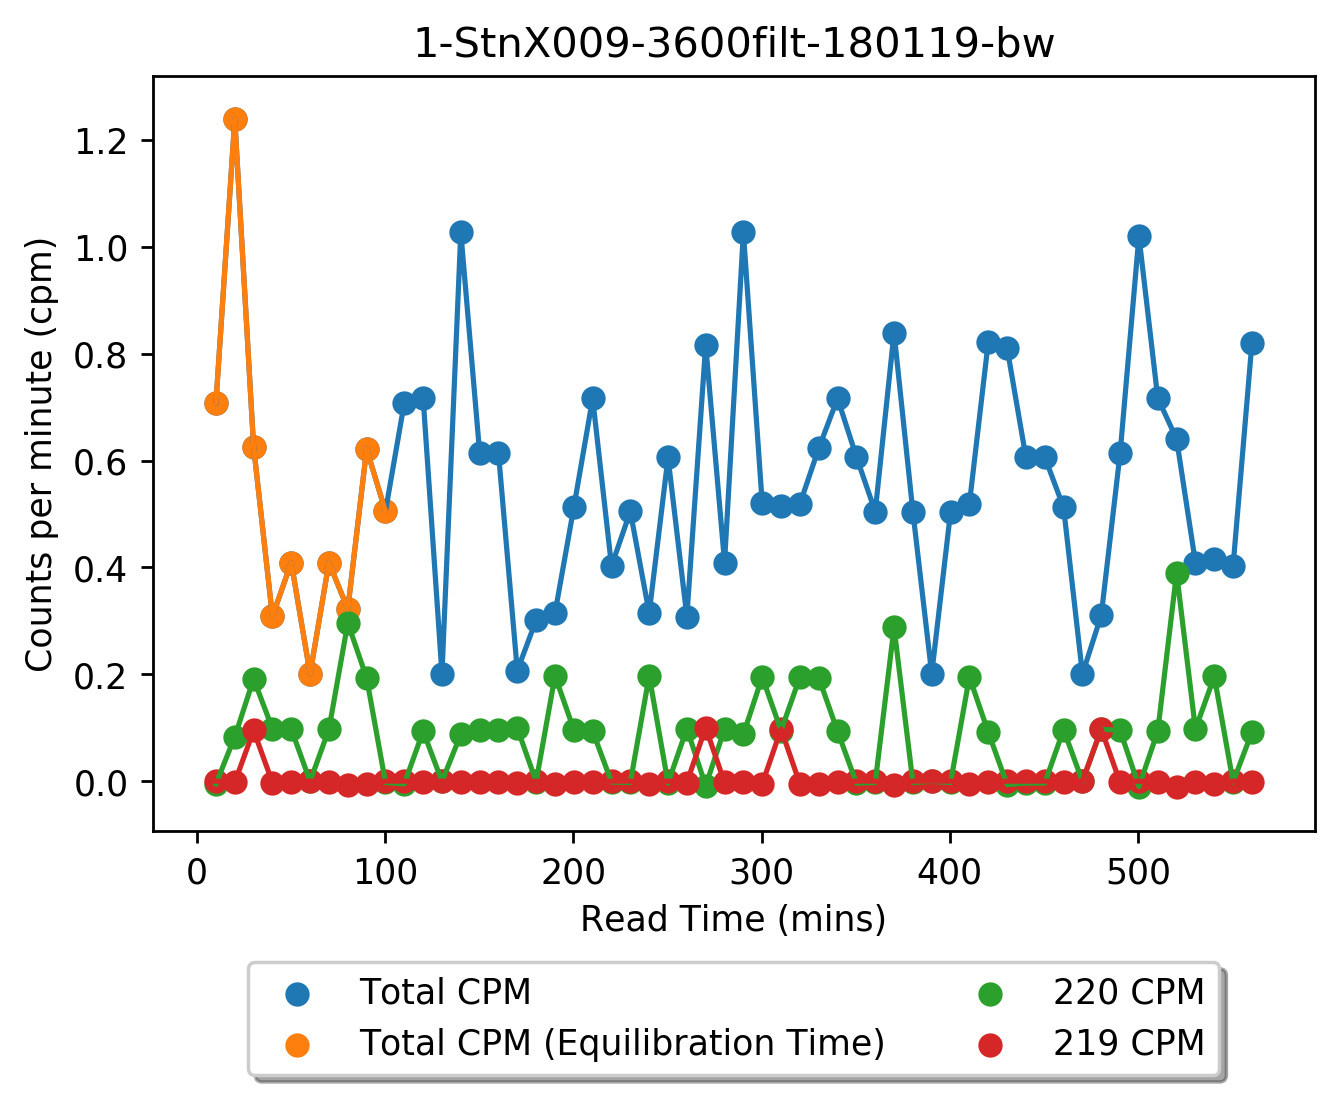 1-StnX009-3600filt-180119-bw
Counts per minute (cpm)
1.2
1.0
0.8
0.6
0.4
0.2
0.0
0 100 200 300 400 500
Read Time (mins)
Total CPM 220 CPM
Total CPM (Equilibration Time) 219 CPM